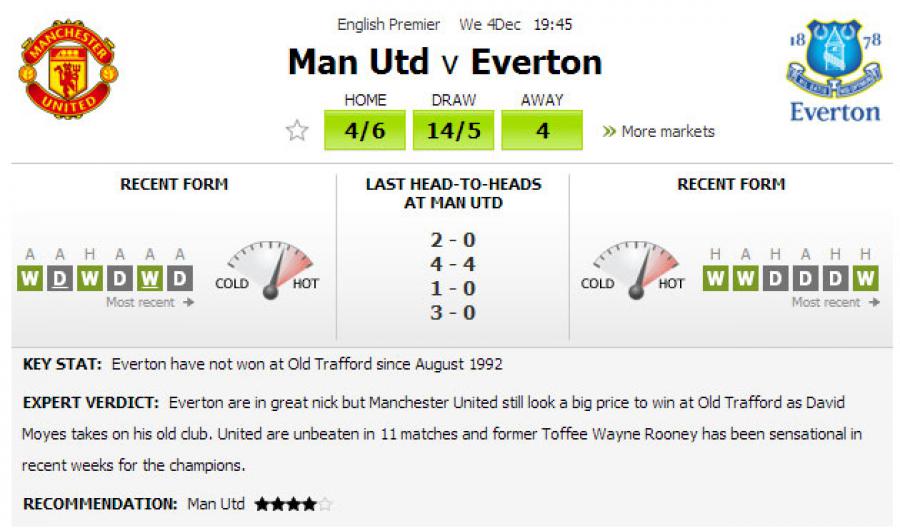 English Premier We 4Dec 19:45
Man Utd v Everton
MANCHESTER
UNITED
18 78
Everton
HOME DRAW AWAY
4/6 14/5 4
» More markets
RECENT FORM
A A H A A A
W D W D W D
Most recent
COLD HOT
LAST HEAD-TO-HEADS
AT MAN UTD
2 - 0
4 - 4
1 - 0
3 - 0
RECENT FORM
COLD HOT
H A H A H H
W W D D D W
Most recent
KEY STAT: Everton have not won at Old Trafford since August 1992
EXPERT VERDICT: Everton are in great nick but Manchester United still look a big price to win at Old Trafford as David
Moyes takes on his old club. United are unbeaten in 11 matches and former Toffee Wayne Rooney has been sensational in
recent weeks for the champions.
RECOMMENDATION: Man Utd ★★★★☆